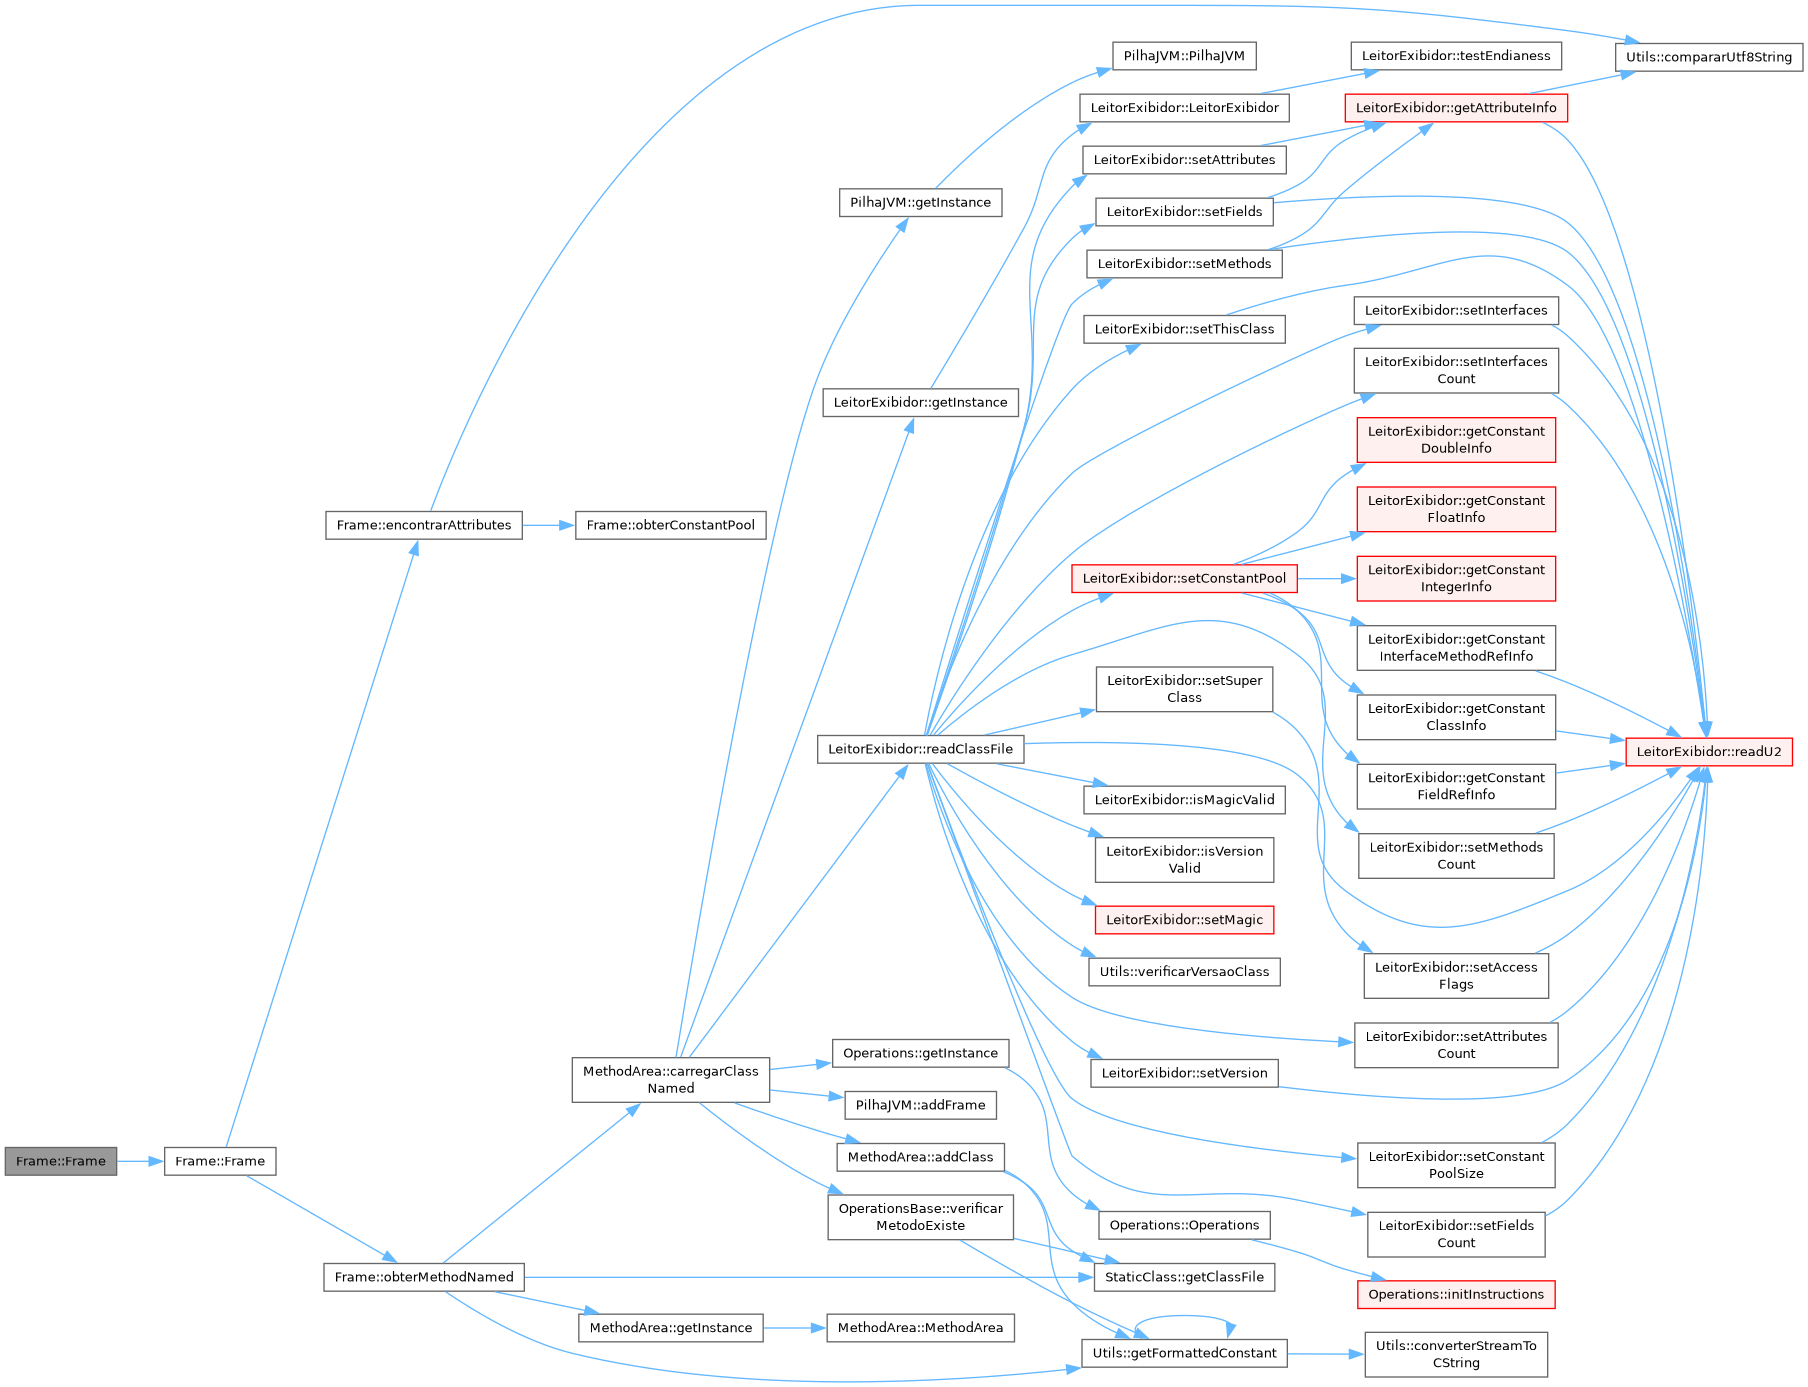 Frame::Frame
Frame::Frame
Frame::encontrarAttributes
Frame::obterMethodNamed
Frame::obterConstantPool
MethodArea::carregarClass
Named
MethodArea::getInstance
PilhaJVM::getInstance
LeitorExibidor::getInstance
LeitorExibidor::readClassFile
Operations::getInstance
PilhaJVM::addFrame
MethodArea::addClass
OperationsBase::verificar
MetodoExiste
MethodArea::MethodArea
PilhaJVM::PilhaJVM
LeitorExibidor::LeitorExibidor
LeitorExibidor::setAttributes
LeitorExibidor::setFields
LeitorExibidor::setMethods
LeitorExibidor::setThisClass
LeitorExibidor::setConstantPool
LeitorExibidor::setSuper
Class
LeitorExibidor::isMagicValid
LeitorExibidor::isVersion
Valid
LeitorExibidor::setMagic
Utils::verificarVersaoClass
LeitorExibidor::setVersion
Operations::Operations
StaticClass::getClassFile
Utils::getFormattedConstant
LeitorExibidor::testEndianess
LeitorExibidor::getAttributeInfo
LeitorExibidor::setInterfaces
LeitorExibidor::setInterfaces
Count
LeitorExibidor::getConstant
DoubleInfo
LeitorExibidor::getConstant
FloatInfo
LeitorExibidor::getConstant
IntegerInfo
LeitorExibidor::getConstant
InterfaceMethodRefInfo
LeitorExibidor::getConstant
ClassInfo
LeitorExibidor::getConstant
FieldRefInfo
LeitorExibidor::setMethods
Count
LeitorExibidor::setAccess
Flags
LeitorExibidor::setAttributes
Count
LeitorExibidor::setConstant
PoolSize
LeitorExibidor::setFields
Count
Operations::initInstructions
Utils::converterStreamTo
CString
Utils::compararUtf8String
LeitorExibidor::readU2